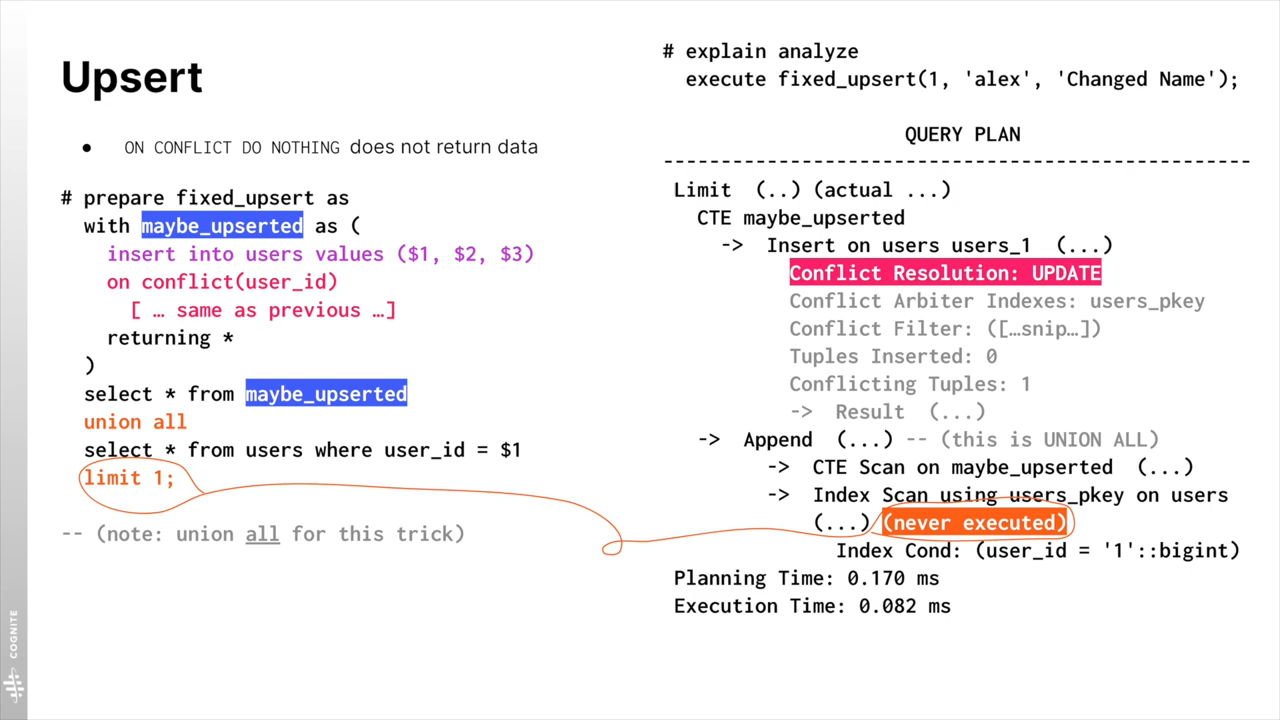 Upsert
● ON CONFLICT DO NOTHING does not return data
# prepare fixed_upsert as
with maybe_upserted as (
insert into users values ($1, $2, $3)
on conflict(user_id)
[ … same as previous …]
returning *
)
select * from maybe_upserted
union all
select * from users where user_id = $1
limit 1;
-- (note: union all for this trick)
# explain analyze
execute fixed_upsert(1, 'alex', 'Changed Name');
QUERY PLAN
---------------------------------------------------
Limit (..) (actual ...)
CTE maybe_upserted
-> Insert on users users_1 (...)
Conflict Resolution: UPDATE
Conflict Arbiter Indexes: users_pkey
Conflict Filter: ([…snip…])
Tuples Inserted: 0
Conflicting Tuples: 1
-> Result (...)
-> Append (...) -- (this is UNION ALL)
-> CTE Scan on maybe_upserted (...)
-> Index Scan using users_pkey on users
(...) (never executed)
Index Cond: (user_id = '1'::bigint)
Planning Time: 0.170 ms
Execution Time: 0.082 ms
COGNITE